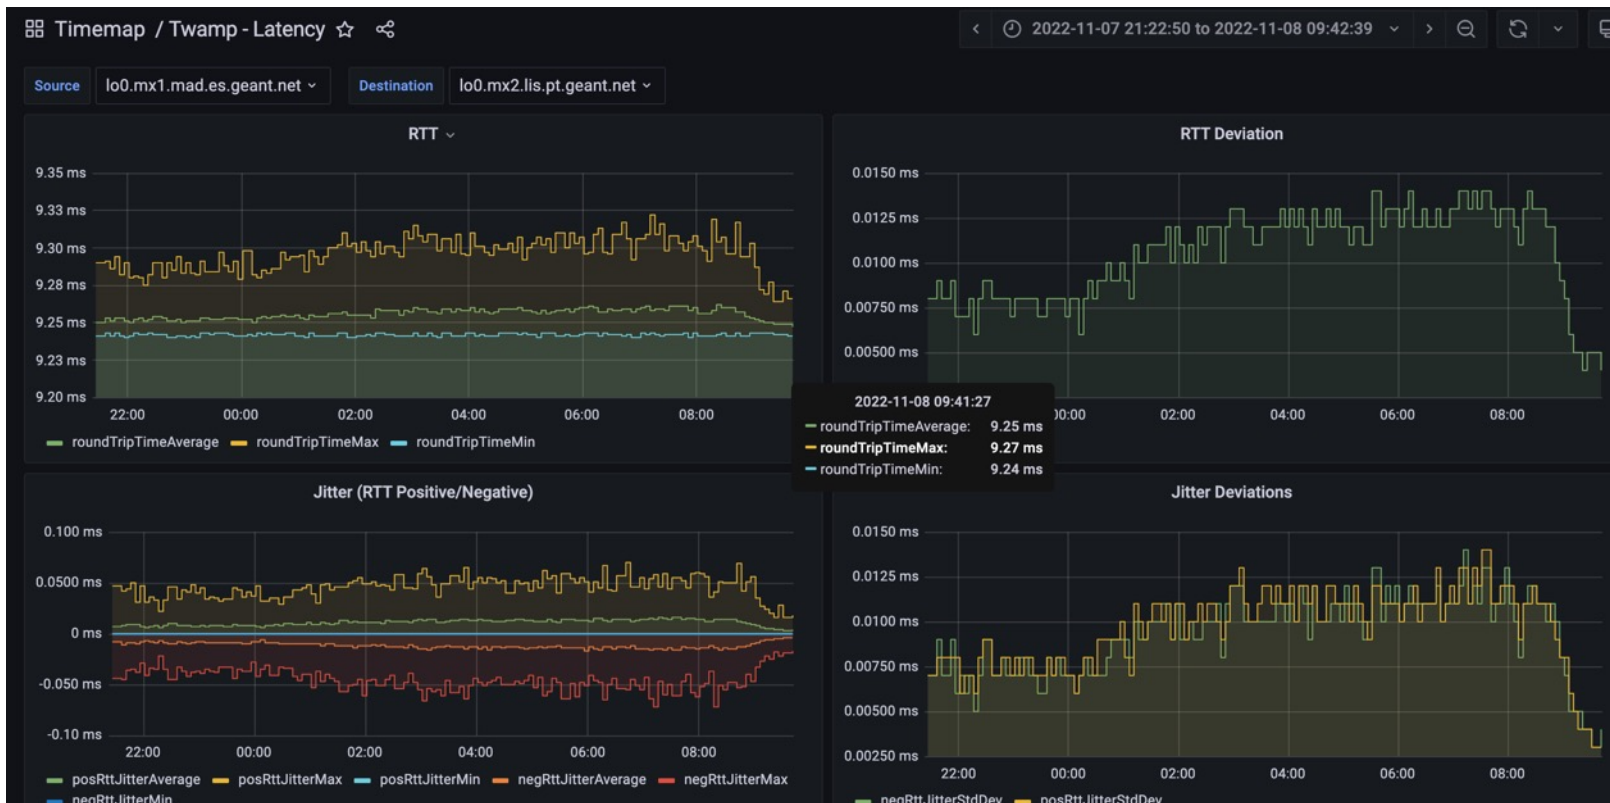 Timemap / Twamp - Latency
2022-11-07 21:22:50 to 2022-11-08 09:42:39
Source lo0.mx1.mad.es.geant.net Destination lo0.mx2.lis.pt.geant.net
RTT
9.35 ms
9.33 ms
9.30 ms
9.28 ms
9.25 ms
9.23 ms
9.20 ms
22:00 00:00 02:00 04:00 06:00 08:00
roundTripTimeAverage roundTripTimeMax roundTripTimeMin
RTT Deviation
0.0150 ms
0.0125 ms
0.0100 ms
0.00750 ms
0.00500 ms
00:00 02:00 04:00 06:00 08:00
2022-11-08 09:41:27
roundTripTimeAverage: 9.25 ms
roundTripTimeMax: 9.27 ms
roundTripTimeMin: 9.24 ms
Jitter (RTT Positive/Negative)
0.100 ms
0.0500 ms
0 ms
-0.050 ms
-0.10 ms
22:00 00:00 02:00 04:00 06:00 08:00
posRttJitterAverage posRttJitterMax posRttJitterMin negRttJitterAverage negRttJitterMax
negRttJitterMin
Jitter Deviations
0.0150 ms
0.0125 ms
0.0100 ms
0.00750 ms
0.00500 ms
0.00250 ms
22:00 00:00 02:00 04:00 06:00 08:00
negRttJitterStdDev posRttJitterStdDev